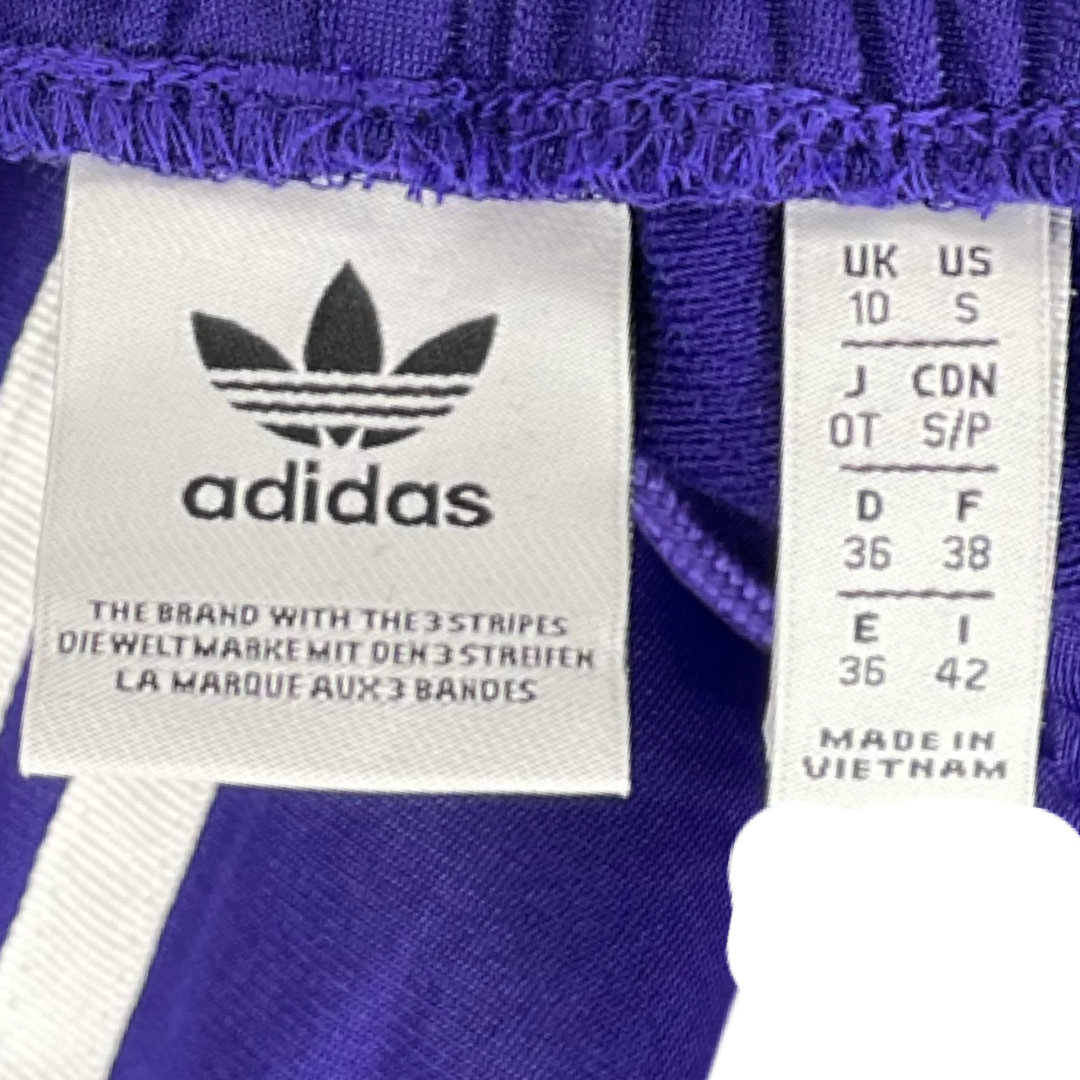 adidas
THE BRAND WITH THE 3 STRIPES
DIE WELTMARKE MIT DEN 3 STREIFEN
LA MARQUE AUX 3 BANDES
UK US
10 S
J CDN
OT S/P
D F
36 38
E I
36 42
MADE IN
VIETNAM